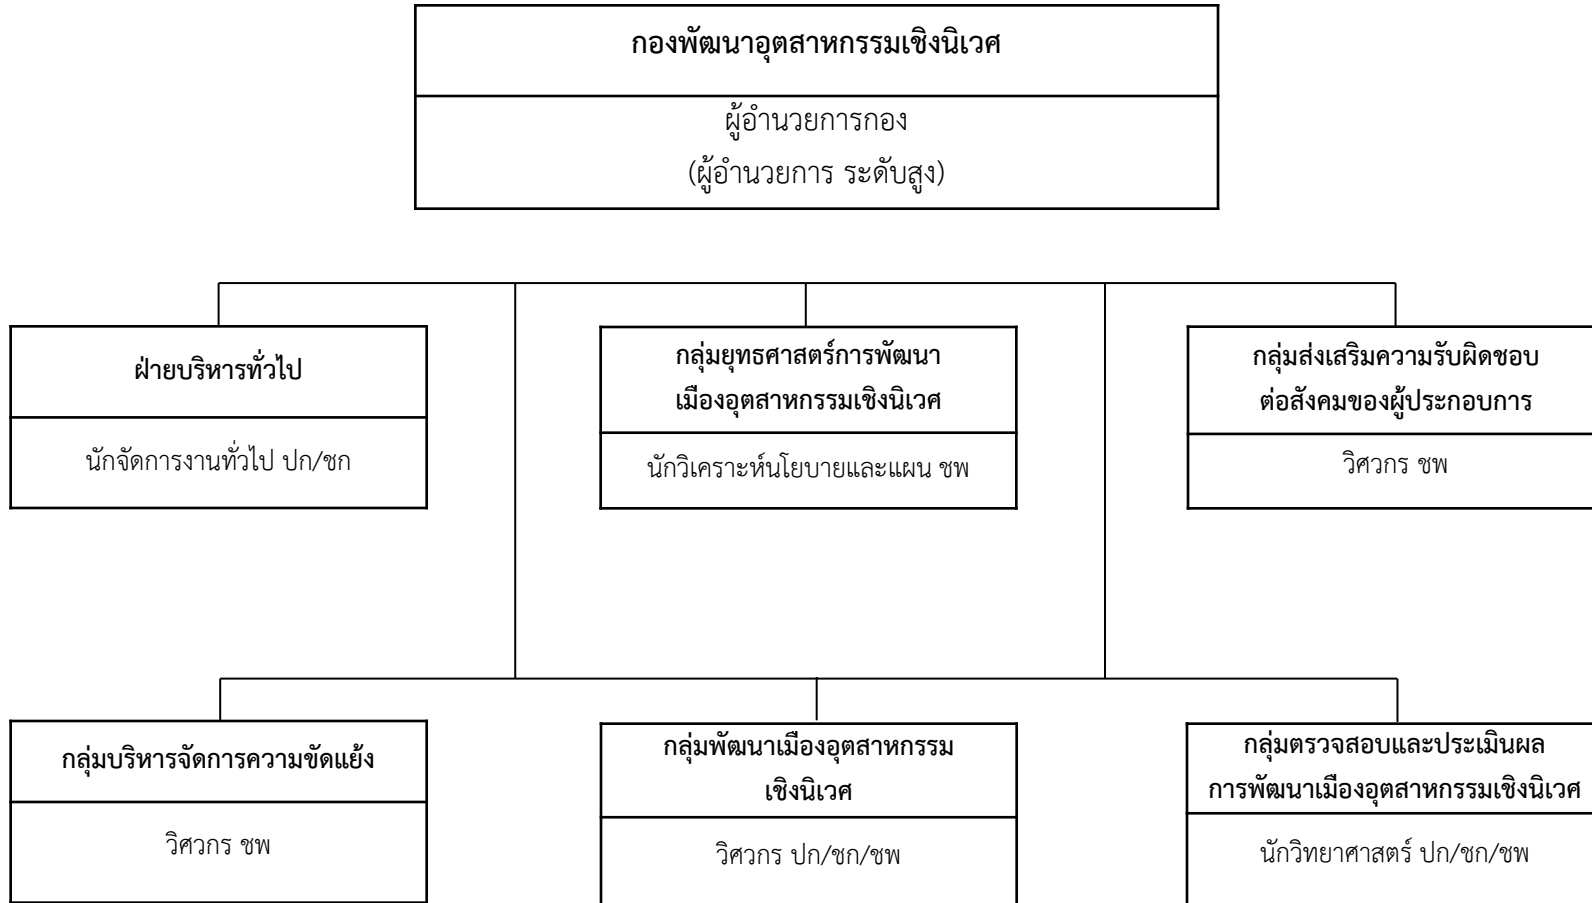 กองพัฒนาอุตสาหกรรมเชิงนิเวศ
ผู้อำนวยการกอง
(ผู้อำนวยการ ระดับสูง)
ฝ่ายบริหารทั่วไป
นักจัดการงานทั่วไป ปก/ชก
กลุ่มยุทธศาสตร์การพัฒนา
เมืองอุตสาหกรรมเชิงนิเวศ
นักวิเคราะห์นโยบายและแผน ชพ
กลุ่มส่งเสริมความรับผิดชอบ
ต่อสังคมของผู้ประกอบการ
วิศวกร ชพ
กลุ่มบริหารจัดการความขัดแย้ง
วิศวกร ชพ
กลุ่มพัฒนาเมืองอุตสาหกรรม
เชิงนิเวศ
วิศวกร ปก/ชก/ชพ
กลุ่มตรวจสอบและประเมินผล
การพัฒนาเมืองอุตสาหกรรมเชิงนิเวศ
นักวิทยาศาสตร์ ปก/ชก/ชพ